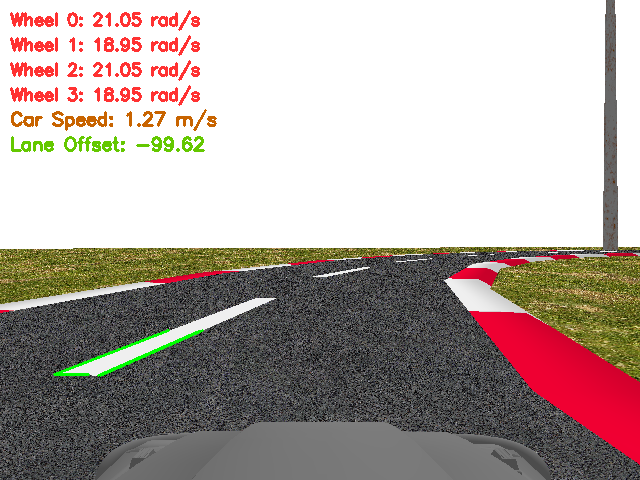 Wheel 0: 21.05 rad/s
Wheel 1: 18.95 rad/s
Wheel 2: 21.05 rad/s
Wheel 3: 18.95 rad/s
Car Speed: 1.27 m/s
Lane Offset: -99.62